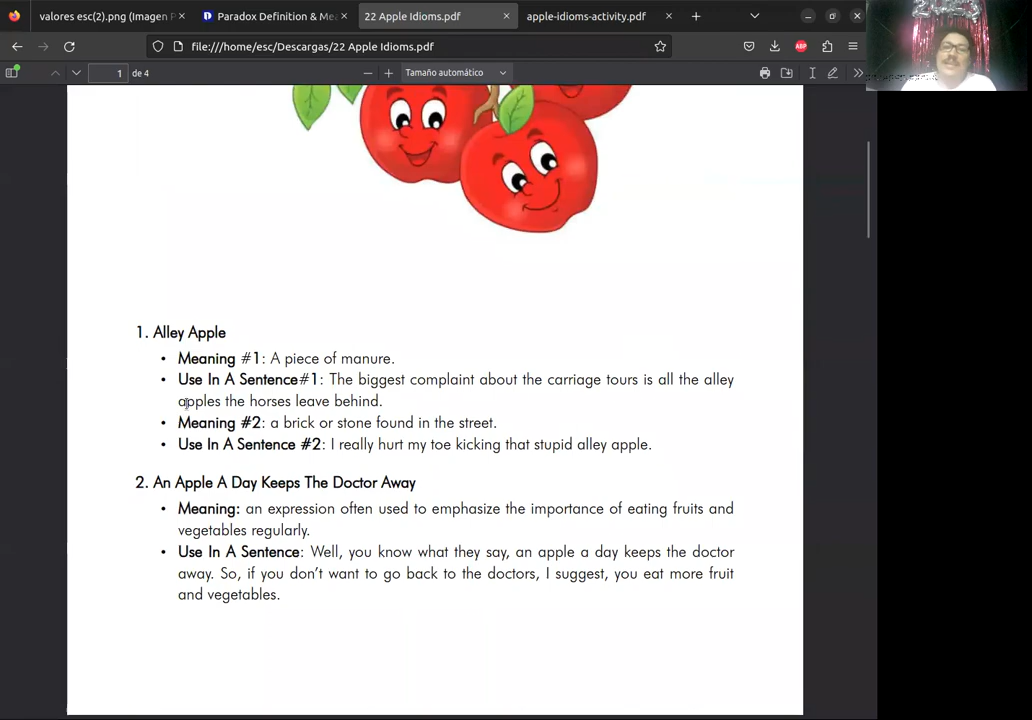 valores esc(2).png (Imagen P
Paradox Definition & Me
22 Apple Idioms.pdf
apple-idioms-activity.pdf
file:///home/esc/Descargas/22 Apple Idioms.pdf
1 de 4
Tamaño automático
1. Alley Apple
• Meaning #1: A piece of manure.
• Use In A Sentence#1: The biggest complaint about the carriage tours is all the alley
apples the horses leave behind.
• Meaning #2: a brick or stone found in the street.
• Use In A Sentence #2: I really hurt my toe kicking that stupid alley apple.
2. An Apple A Day Keeps The Doctor Away
• Meaning: an expression often used to emphasize the importance of eating fruits and
vegetables regularly.
• Use In A Sentence: Well, you know what they say, an apple a day keeps the doctor
away. So, if you don't want to go back to the doctors, I suggest, you eat more fruit
and vegetables.